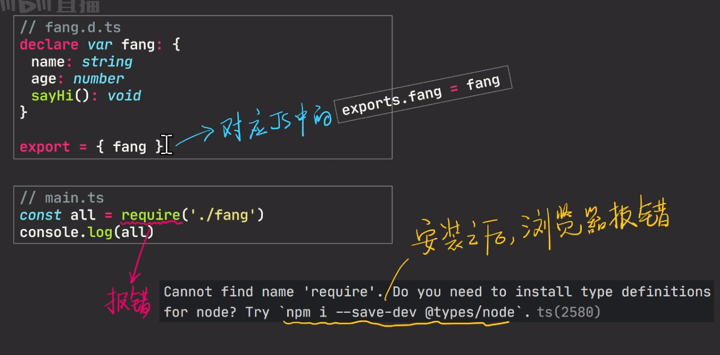 直播
// fang.d.ts
declare var fang: {
name: string
age: number
sayHi(): void
}
export = { fang }
对应JS中的
exports.fang = fang
// main.ts
const all = require('./fang')
console.log(all)
报错
安装之后,浏览器报错
Cannot find name 'require'. Do you need to install type definitions
for node? Try `npm i --save-dev @types/node`. ts(2580)